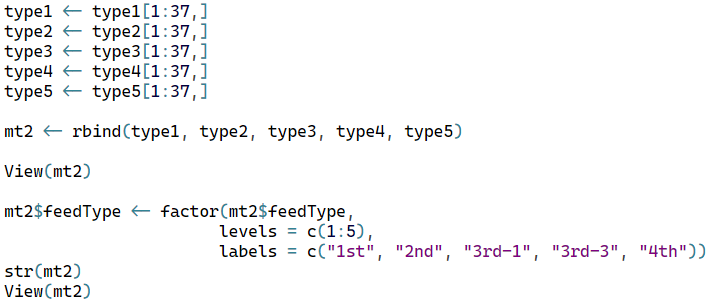 type1 <- type1[1:37,]
type2 <- type2[1:37,]
type3 <- type3[1:37,]
type4 <- type4[1:37,]
type5 <- type5[1:37,]
mt2 <- rbind(type1, type2, type3, type4, type5)
View(mt2)
mt2$feedType <- factor(mt2$feedType,
levels = c(1:5),
labels = c("1st", "2nd", "3rd-1", "3rd-3", "4th"))
str(mt2)
View(mt2)